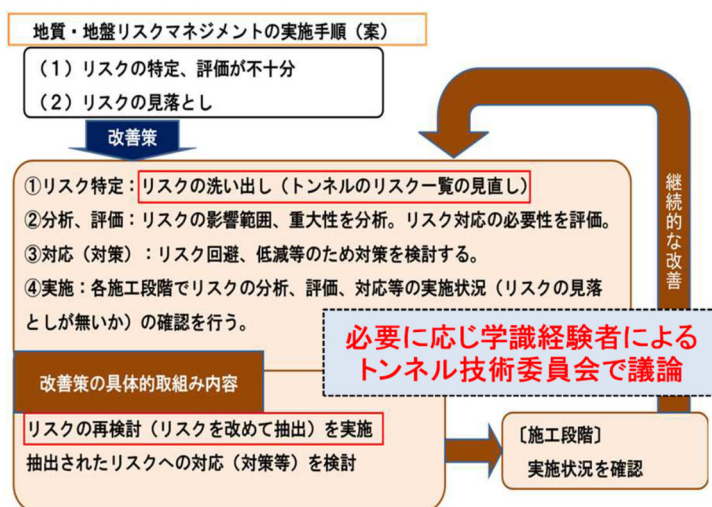 地質・地盤リスクマネジメントの実施手順（案）
（１）リスクの特定、評価が不十分
（２）リスクの見落とし
改善策
①リスク特定：リスクの洗い出し（トンネルのリスク一覧の見直し）
②分析、評価：リスクの影響範囲、重大性を分析。リスク対応の必要性を評価。
③対応（対策）：リスク回避、低減等のため対策を検討する。
④実施：各施工段階でリスクの分析、評価、対応等の実施状況（リスクの見落
としが無いか）の確認を行う。
継続的な改善
必要に応じ学識経験者による
トンネル技術委員会で議論
改善策の具体的取組み内容
リスクの再検討（リスクを改めて抽出）を実施
抽出されたリスクへの対応（対策等）を検討
〔施工段階〕
実施状況を確認